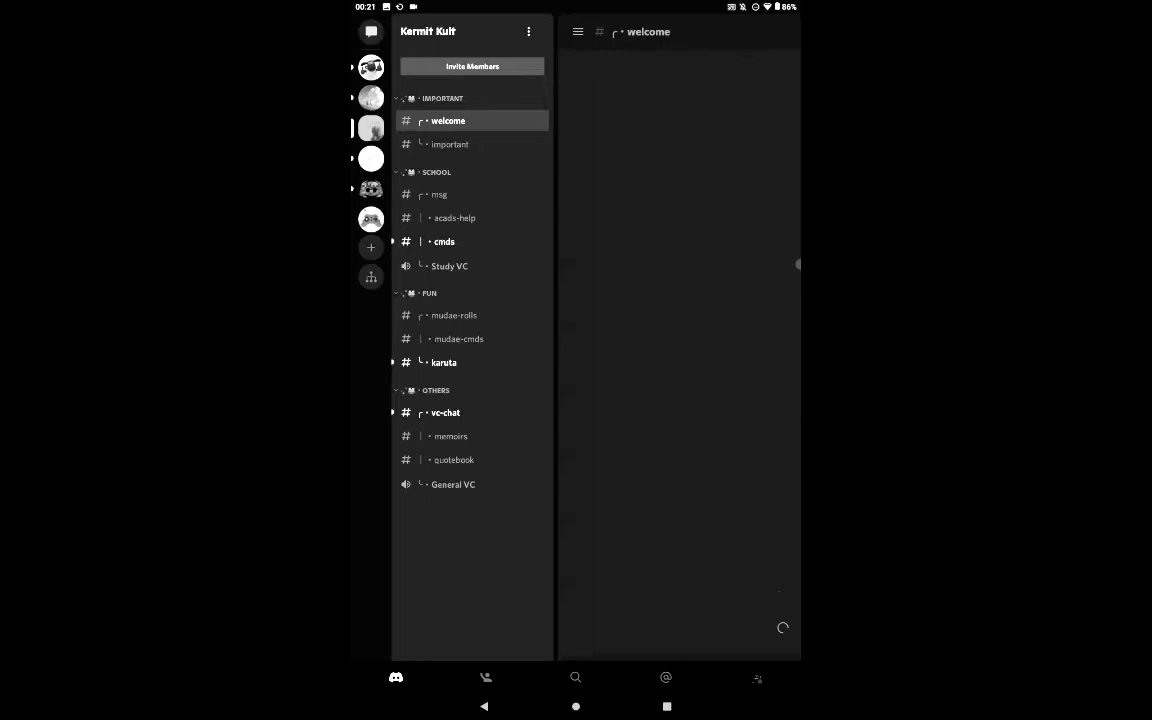 00:21
86%
Kermit Kult
# ╭・welcome
Invite Members
・IMPORTANT
# ╭・welcome
# ╰・important
・SCHOOL
# ╭・msg
# |・acads-help
# |・cmds
╰・Study VC
・FUN
# ╭・mudae-rolls
# |・mudae-cmds
# ╰・karuta
・OTHERS
# ╭・vc-chat
# |・memoirs
# |・quotebook
╰・General VC